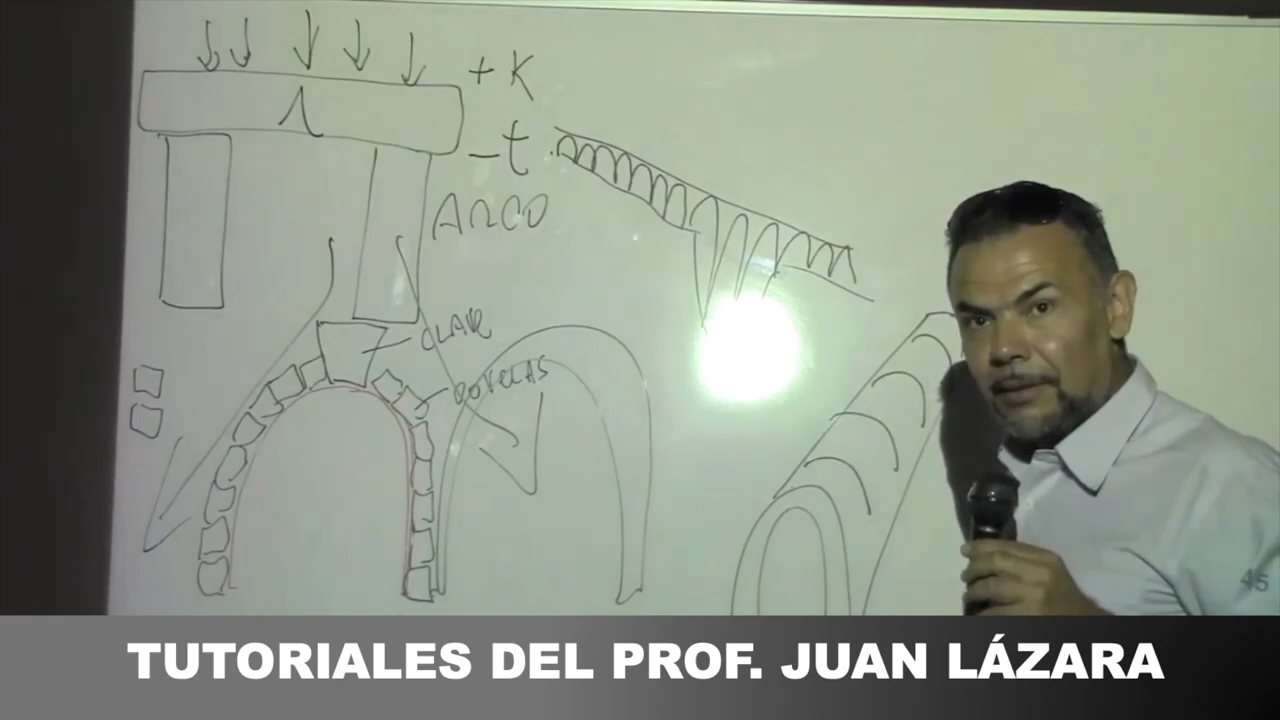 + K
- t
ARCO
CLAVE
DOVELAS
45
TUTORIALES DEL PROF. JUAN LÁZARA